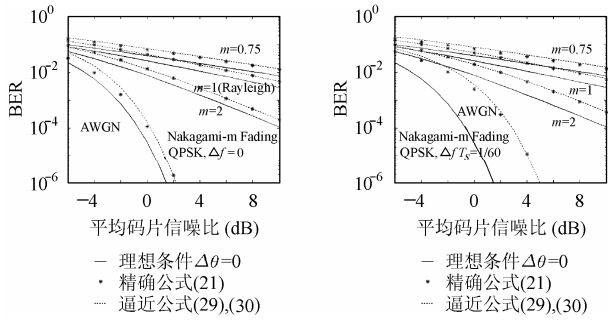 10^0
10^-2
10^-4
10^-6
BER
m=0.75
m=1(Rayleigh)
m=2
AWGN
Nakagami-m Fading
QPSK, Δf=0
−4
0
4
8
平均码片信噪比 (dB)
— 理想条件Δθ=0
* 精确公式(21)
······ 逼近公式(29),(30)
10^0
10^-2
10^-4
10^-6
BER
m=0.75
m=1
m=2
AWGN
Nakagami-m Fading
QPSK, Δf T_s=1/60
−4
0
4
8
平均码片信噪比 (dB)
— 理想条件Δθ=0
* 精确公式(21)
······ 逼近公式(29),(30)